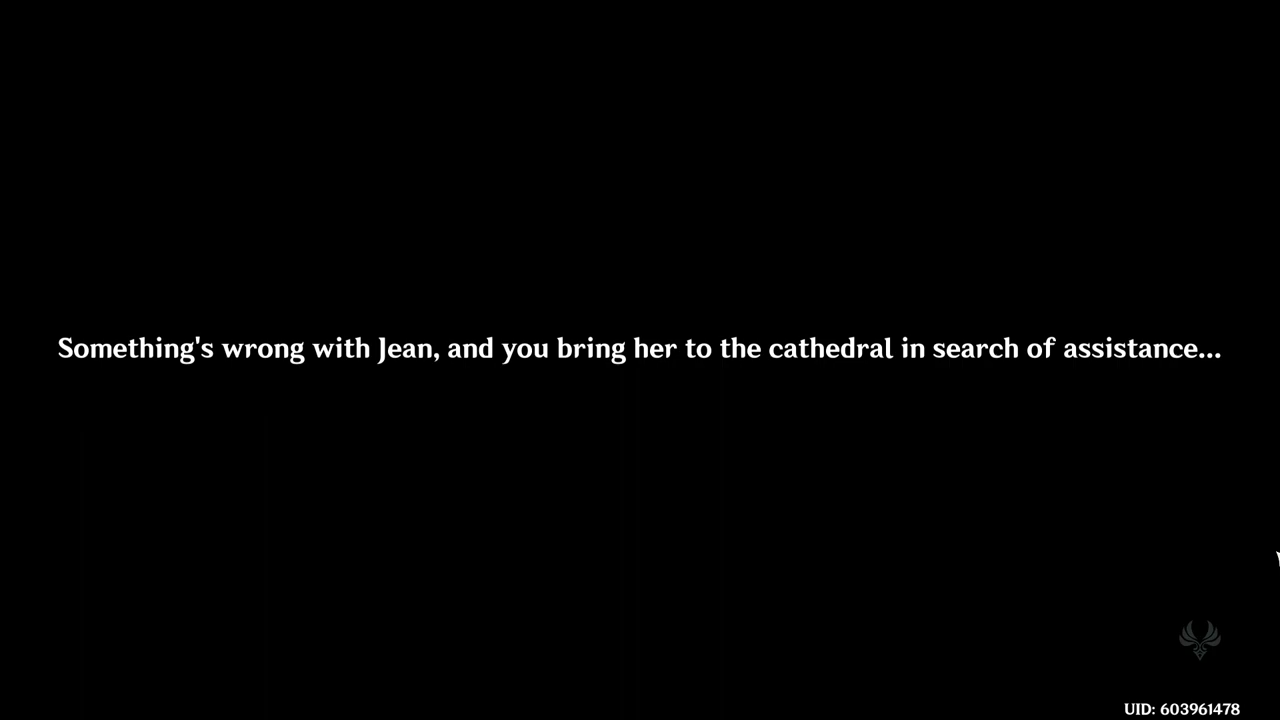 Something's wrong with Jean, and you bring her to the cathedral in search of assistance...
UID: 603961478